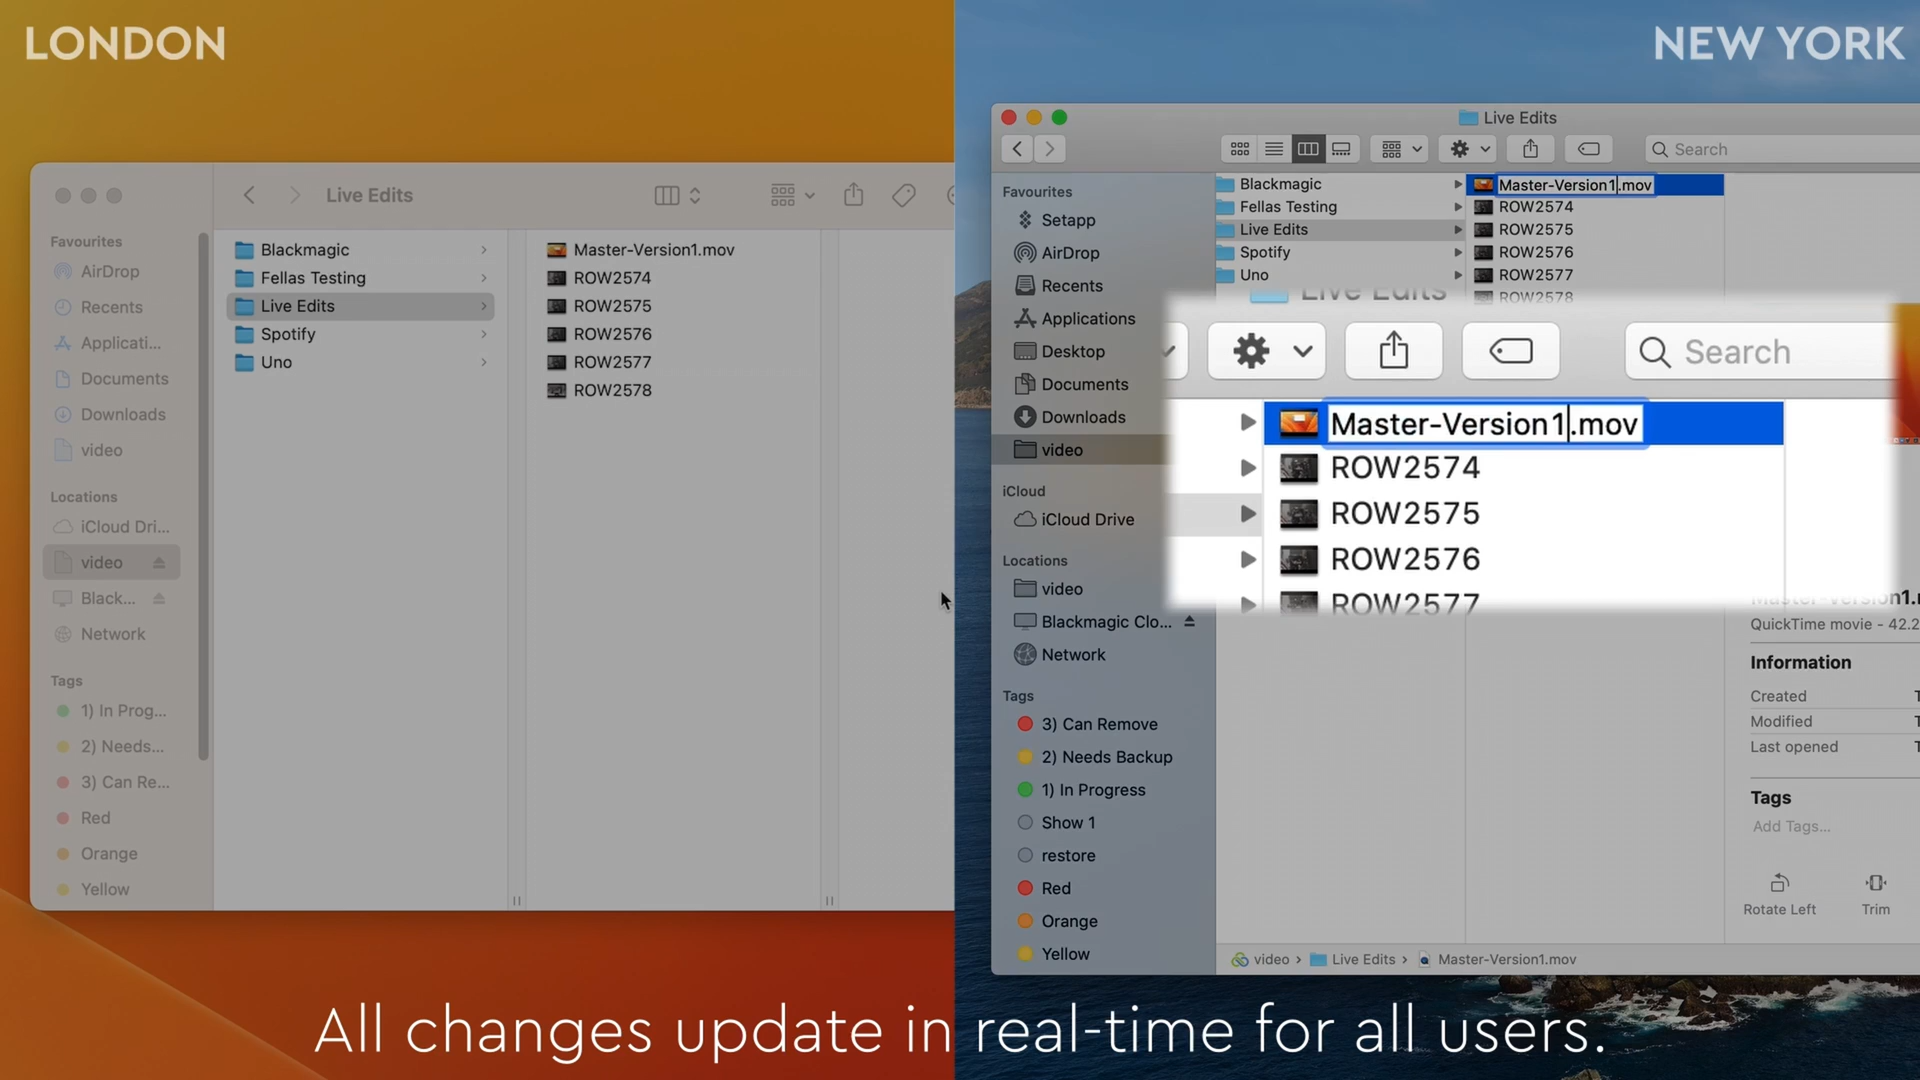 LONDON
Live Edits
Favourites
AirDrop
Recents
Applicati...
Documents
Downloads
video
Locations
iCloud Dri...
video
Black...
Network
Tags
1) In Prog...
2) Needs...
3) Can Re...
Red
Orange
Yellow
Blackmagic
Fellas Testing
Live Edits
Spotify
Uno
Master-Version1.mov
ROW2574
ROW2575
ROW2576
ROW2577
ROW2578
NEW YORK
Live Edits
Search
Favourites
Setapp
AirDrop
Recents
Applications
Desktop
Documents
Downloads
video
iCloud
iCloud Drive
Locations
video
Blackmagic Clo...
Network
Tags
3) Can Remove
2) Needs Backup
1) In Progress
Show 1
restore
Red
Orange
Yellow
Blackmagic
Fellas Testing
Live Edits
Spotify
Uno
Master-Version1.mov
ROW2574
ROW2575
ROW2576
ROW2577
ROW2578
Live Edits
Search
Master-Version1.mov
ROW2574
ROW2575
ROW2576
ROW2577
QuickTime movie - 42.2
Information
Created
Modified
Last opened
Tags
Add Tags...
Rotate Left
Trim
video › Live Edits › Master-Version1.mov
All changes update in real-time for all users.